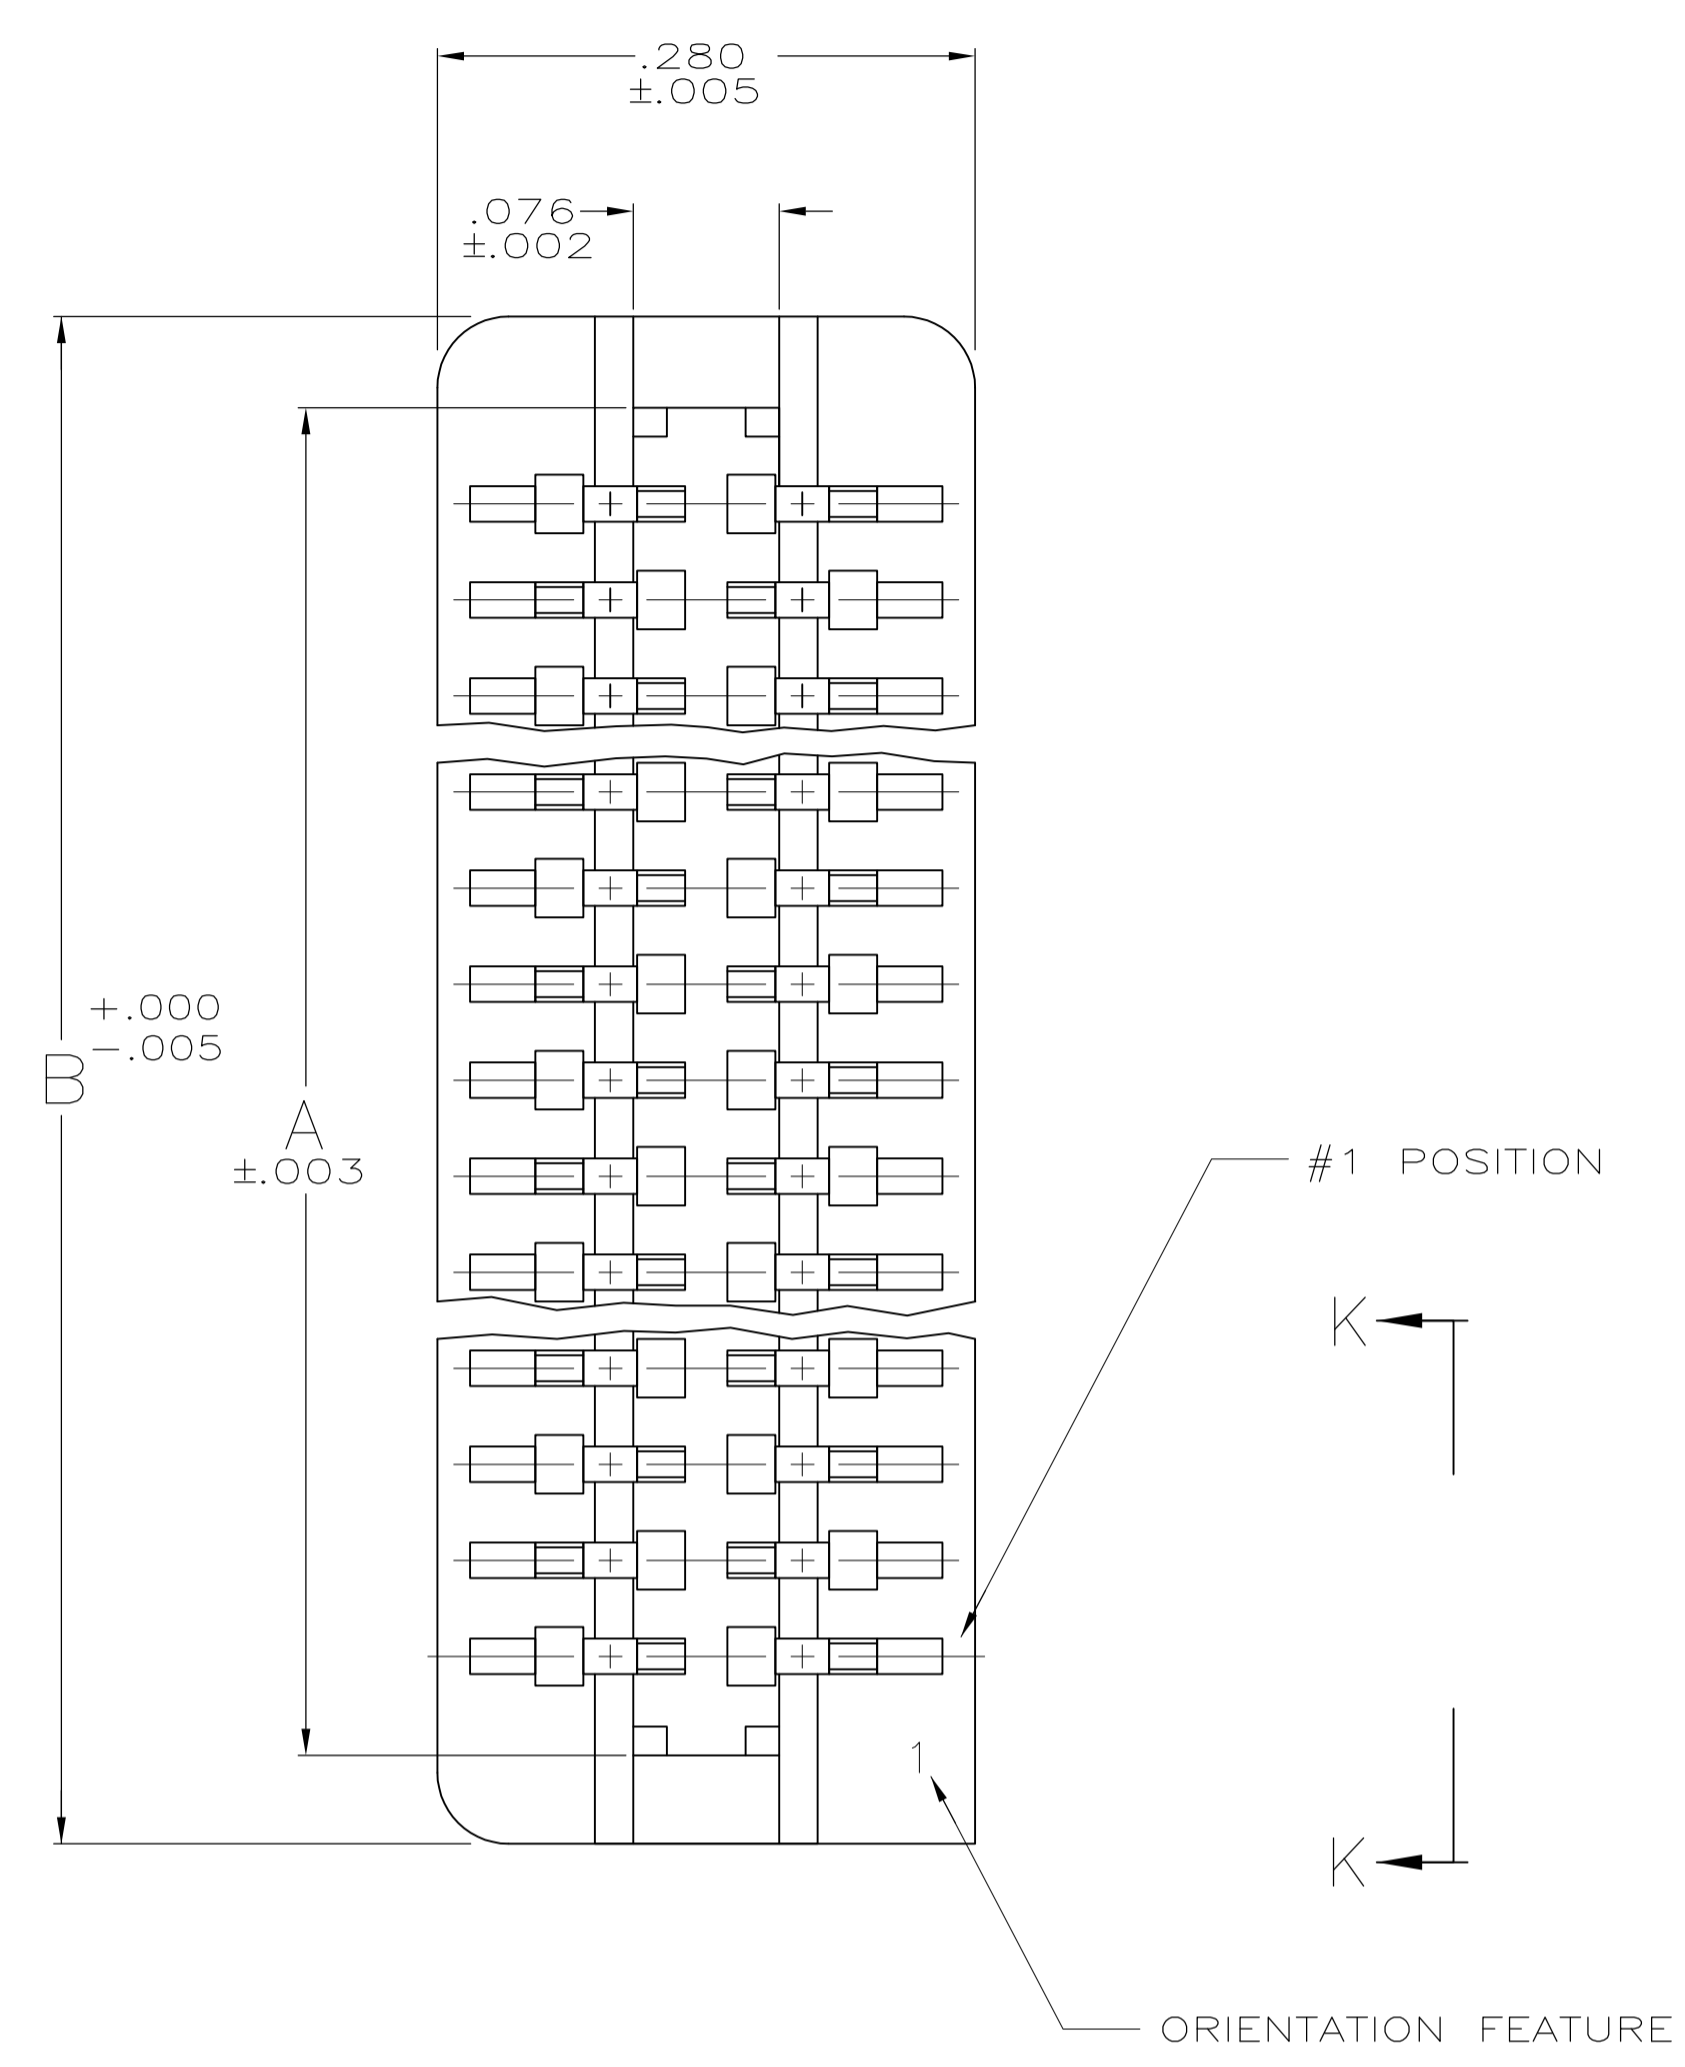 .280
±.005
.076
±.002
+.000
-.005
B
A
±.003
#1 POSITION
K
1
K
ORIENTATION FEATURE